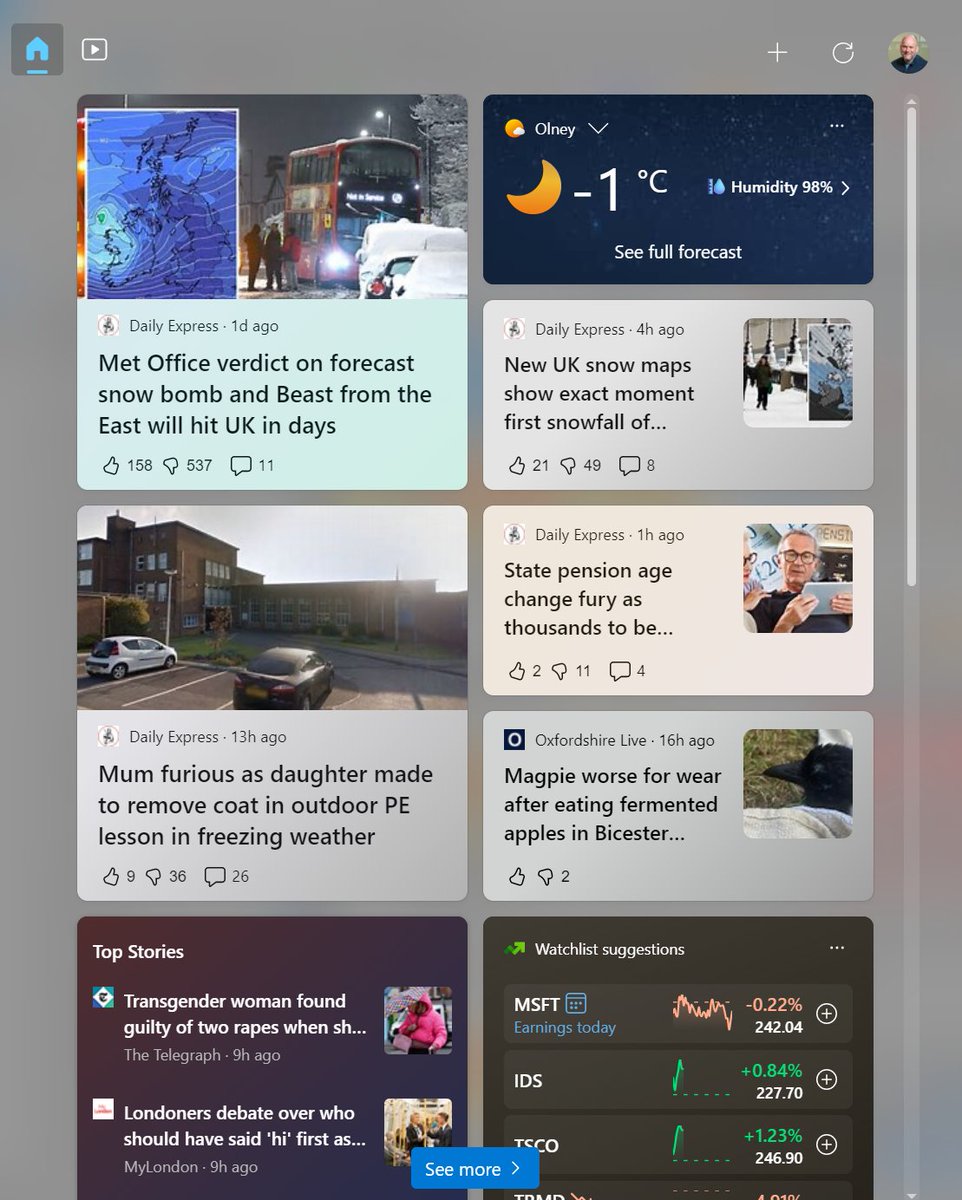 Olney
-1 °C
Humidity 98%
See full forecast
Not in Service
Daily Express · 1d ago
Met Office verdict on forecast
snow bomb and Beast from the
East will hit UK in days
158 537 11
Daily Express · 4h ago
New UK snow maps
show exact moment
first snowfall of...
21 49 8
Daily Express · 1h ago
State pension age
change fury as
thousands to be...
2 11 4
Daily Express · 13h ago
Mum furious as daughter made
to remove coat in outdoor PE
lesson in freezing weather
9 36 26
Oxfordshire Live · 16h ago
Magpie worse for wear
after eating fermented
apples in Bicester...
2
Top Stories
Transgender woman found
guilty of two rapes when sh...
The Telegraph · 9h ago
Londoners debate over who
should have said 'hi' first as...
MyLondon · 9h ago
Watchlist suggestions
MSFT
-0.22%
Earnings today
242.04
IDS
+0.84%
227.70
TSCO
+1.23%
246.90
See more